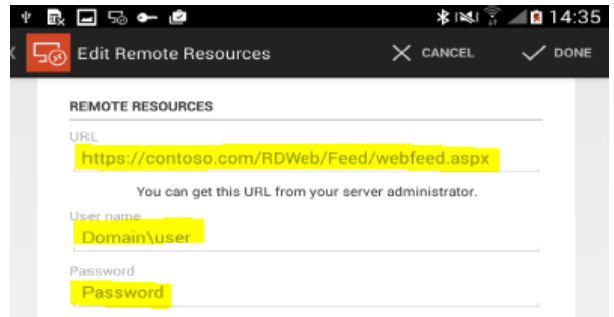 14:35
Edit Remote Resources CANCEL DONE
REMOTE RESOURCES
URL
https://contoso.com/RDWeb/Feed/webfeed.aspx
You can get this URL from your server administrator.
User name
Domain\user
Password
Password